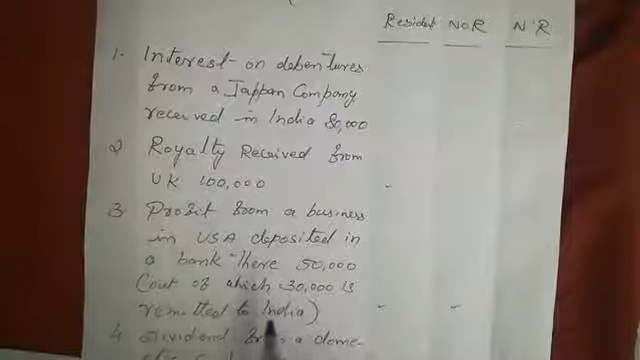 Resident NOR N'R
1. Interest on debentures
from a Jappan Company
received in India 80,000
2 Royalty Received from
UK 100,000
3 Profit from a business
in USA deposited in
a bank there 50,000
(out of which 30,000 is
remitted to India)
4 Dividend from a dome-